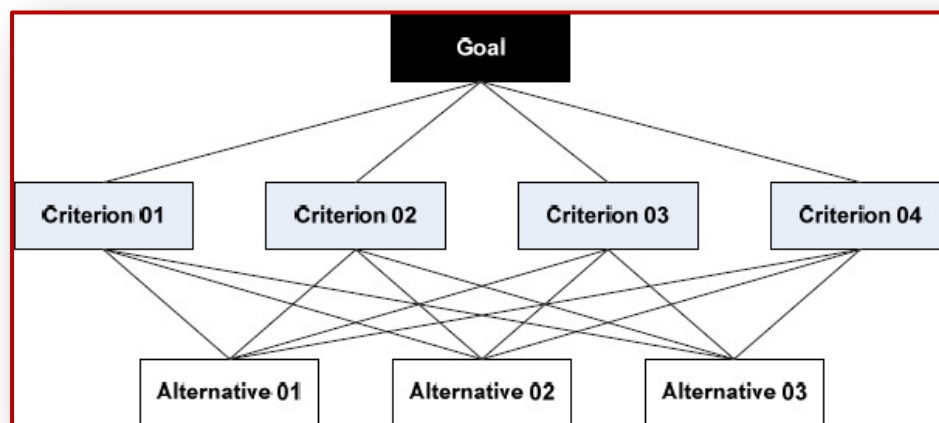 Goal
Criterion 01
Criterion 02
Criterion 03
Criterion 04
Alternative 01
Alternative 02
Alternative 03